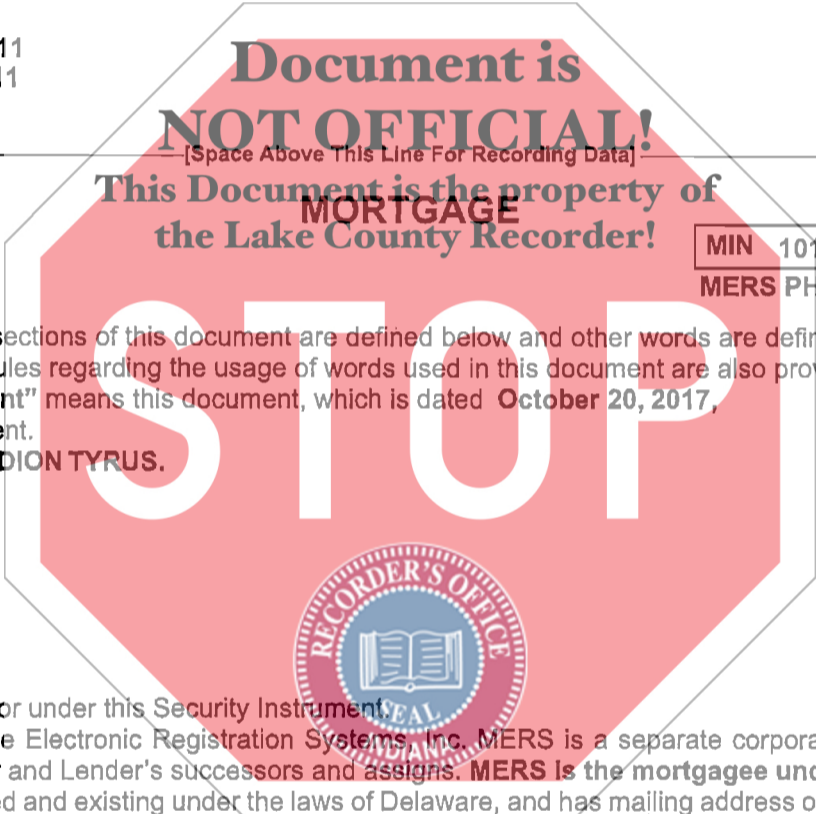 11
11
Document is
NOT OFFICIAL!
[Space Above This Line For Recording Data]
This Document is the property of
MORTGAGE
the Lake County Recorder!
MIN 101
MERS PH
sections of this document are defined below and other words are defin
ules regarding the usage of words used in this document are also prov
nt” means this document, which is dated October 20, 2017,
ent.
DION TYRUS.
STOP
RECORDER'S OFFICE
or under this Security Instrument.
SEAL
e Electronic Registration Systems, Inc. MERS is a separate corpora
INDIANA
r and Lender's successors and assigns. MERS is the mortgagee und
ed and existing under the laws of Delaware, and has mailing address o